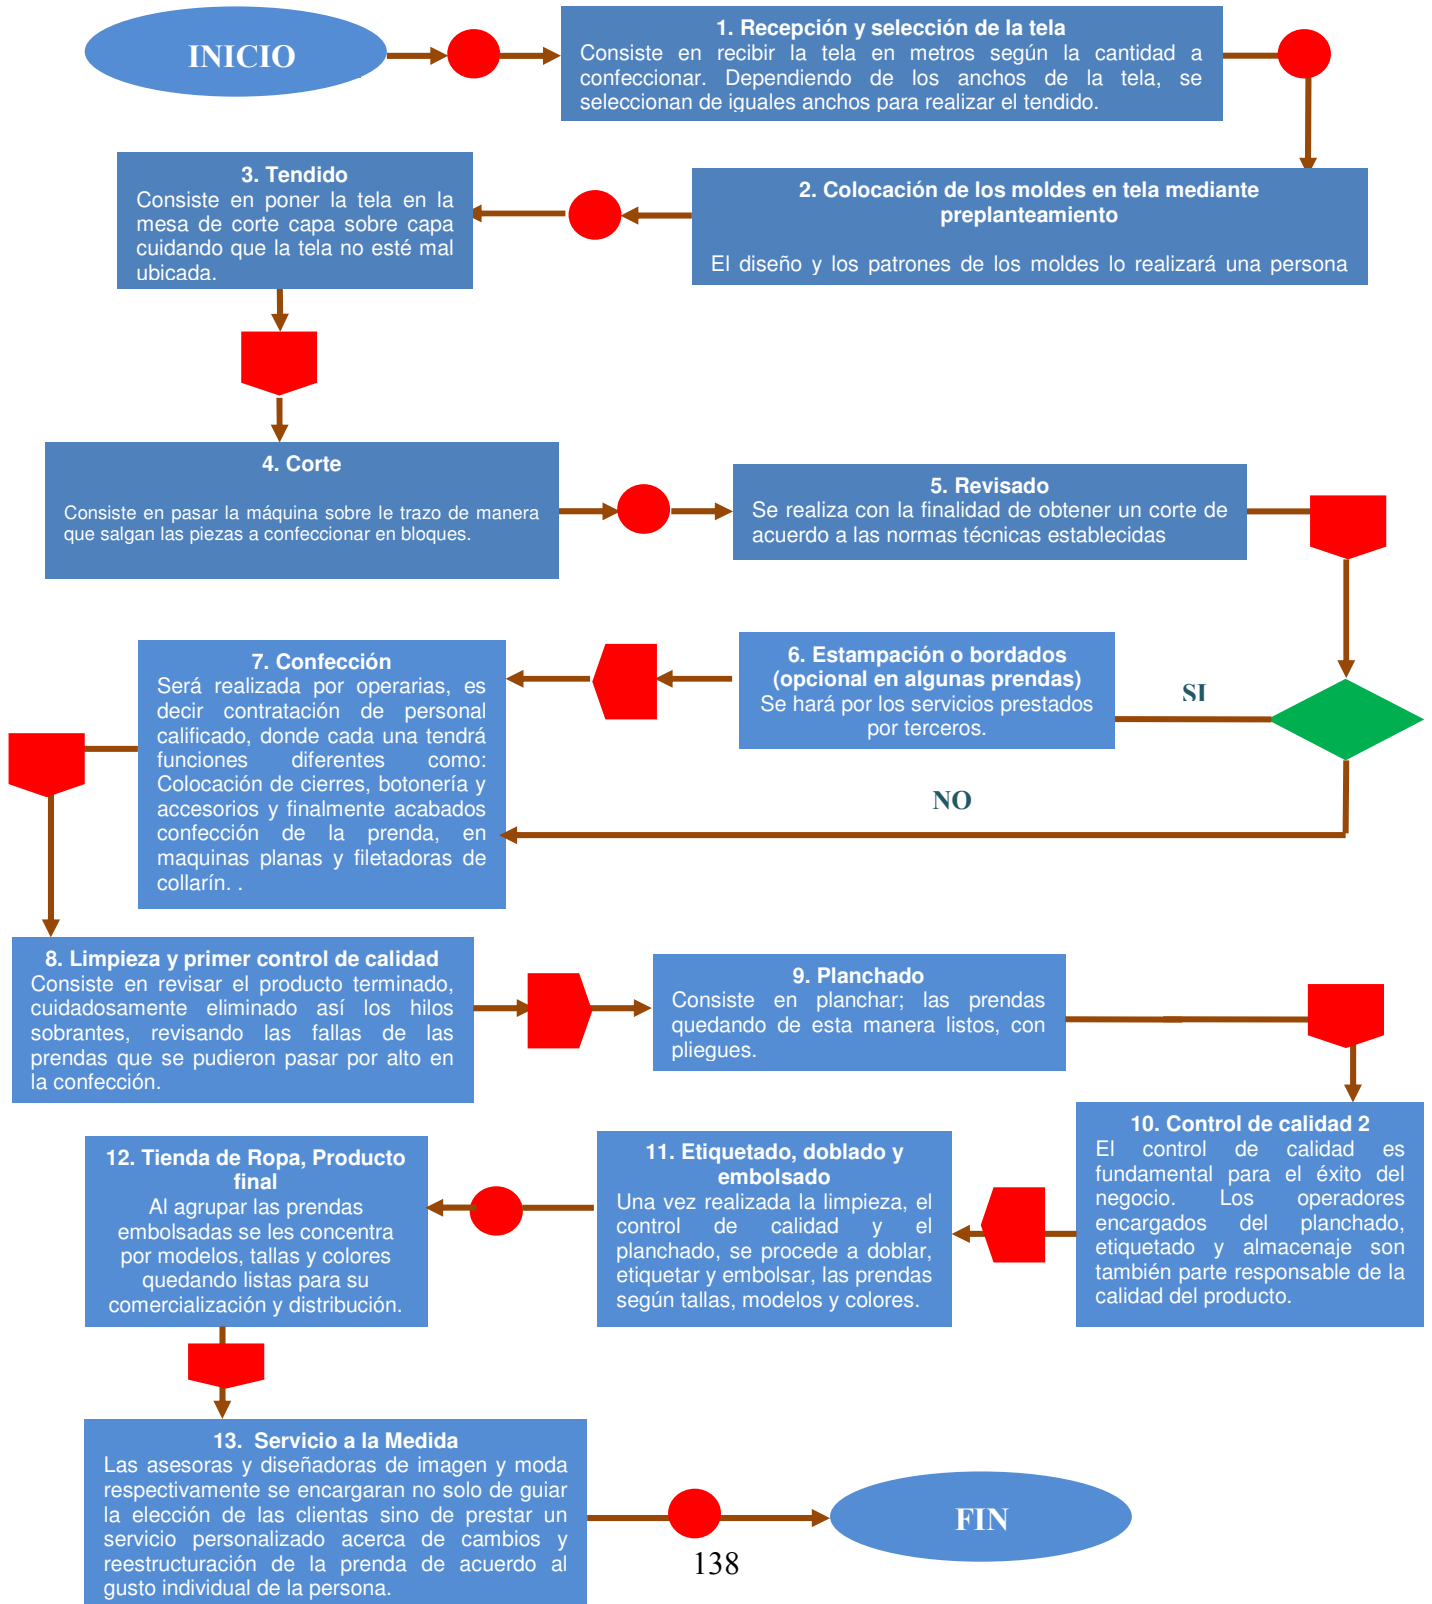 INICIO
1. Recepción y selección de la tela
Consiste en recibir la tela en metros según la cantidad a
confeccionar. Dependiendo de los anchos de la tela, se
seleccionan de iguales anchos para realizar el tendido.
2. Colocación de los moldes en tela mediante
preplanteamiento
El diseño y los patrones de los moldes lo realizará una persona
3. Tendido
Consiste en poner la tela en la
mesa de corte capa sobre capa
cuidando que la tela no esté mal
ubicada.
4. Corte
Consiste en pasar la máquina sobre le trazo de manera
que salgan las piezas a confeccionar en bloques.
5. Revisado
Se realiza con la finalidad de obtener un corte de
acuerdo a las normas técnicas establecidas
SI
NO
6. Estampación o bordados
(opcional en algunas prendas)
Se hará por los servicios prestados
por terceros.
7. Confección
Será realizada por operarias, es
decir contratación de personal
calificado, donde cada una tendrá
funciones diferentes como:
Colocación de cierres, botonería y
accesorios y finalmente acabados
confección de la prenda, en
maquinas planas y filetadoras de
collarín. .
8. Limpieza y primer control de calidad
Consiste en revisar el producto terminado,
cuidadosamente eliminado así los hilos
sobrantes, revisando las fallas de las
prendas que se pudieron pasar por alto en
la confección.
9. Planchado
Consiste en planchar; las prendas
quedando de esta manera listos, con
pliegues.
10. Control de calidad 2
El control de calidad es
fundamental para el éxito del
negocio. Los operadores
encargados del planchado,
etiquetado y almacenaje son
también parte responsable de la
calidad del producto.
11. Etiquetado, doblado y
embolsado
Una vez realizada la limpieza, el
control de calidad y el
planchado, se procede a doblar,
etiquetar y embolsar, las prendas
según tallas, modelos y colores.
12. Tienda de Ropa, Producto
final
Al agrupar las prendas
embolsadas se les concentra
por modelos, tallas y colores
quedando listas para su
comercialización y distribución.
13. Servicio a la Medida
Las asesoras y diseñadoras de imagen y moda
respectivamente se encargaran no solo de guiar
la elección de las clientas sino de prestar un
servicio personalizado acerca de cambios y
reestructuración de la prenda de acuerdo al
gusto individual de la persona.
FIN
138